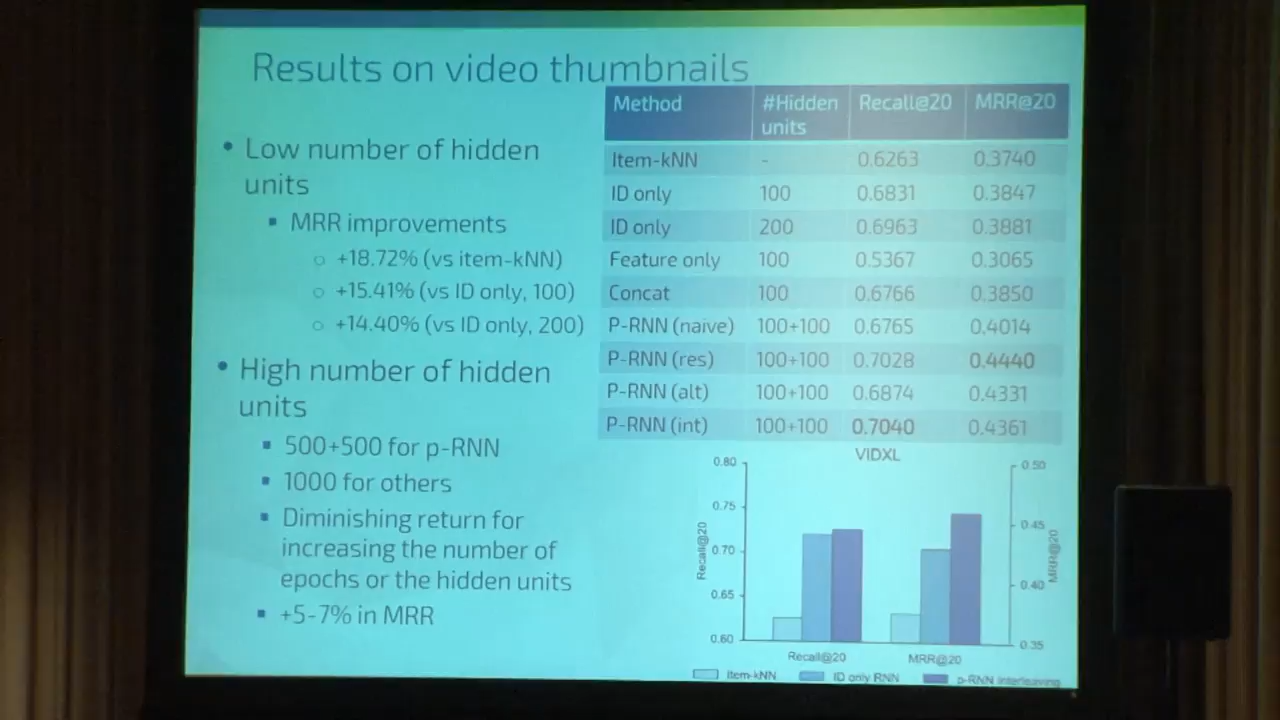 Results on video thumbnails
• Low number of hidden
units
▪ MRR improvements
○ +18.72% (vs item-kNN)
○ +15.41% (vs ID only, 100)
○ +14.40% (vs ID only, 200)
• High number of hidden
units
▪ 500+500 for p-RNN
▪ 1000 for others
▪ Diminishing return for
increasing the number of
epochs or the hidden units
▪ +5-7% in MRR
Method #Hidden units Recall@20 MRR@20
Item-kNN - 0.6263 0.3740
ID only 100 0.6831 0.3847
ID only 200 0.6963 0.3881
Feature only 100 0.5367 0.3065
Concat 100 0.6766 0.3850
P-RNN (naive) 100+100 0.6765 0.4014
P-RNN (res) 100+100 0.7028 0.4440
P-RNN (alt) 100+100 0.6874 0.4331
P-RNN (int) 100+100 0.7040 0.4361
VIDXL
0.80
0.75
0.70
0.65
0.60
Recall@20
0.50
0.45
0.40
0.35
MRR@20
Recall@20 MRR@20
Item-kNN ID only RNN p-RNN interleaving